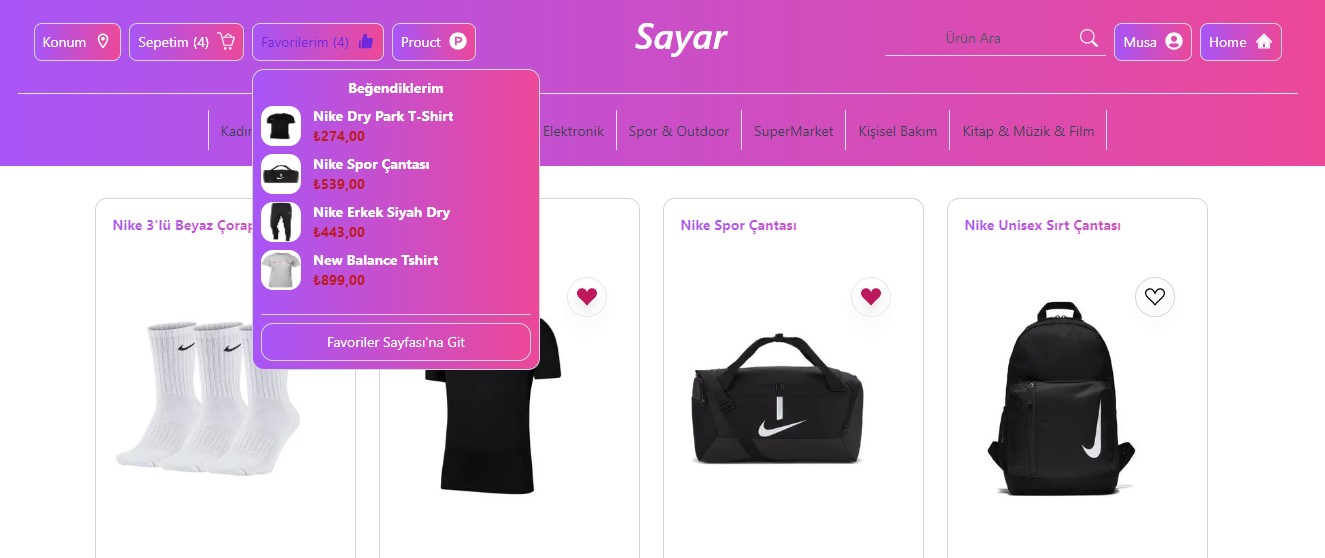 Konum
Sepetim (4)
Favorilerim (4)
Prouct P
Sayar
Ürün Ara
Musa
Home
Beğendiklerim
Nike Dry Park T-Shirt
₺274,00
Nike Spor Çantası
₺539,00
Nike Erkek Siyah Dry
₺443,00
New Balance Tshirt
₺899,00
Favoriler Sayfası'na Git
Elektronik
Spor & Outdoor
SuperMarket
Kişisel Bakım
Kitap & Müzik & Film
Nike 3'lü Beyaz Çorap
Nike Spor Çantası
Nike Unisex Sırt Çantası